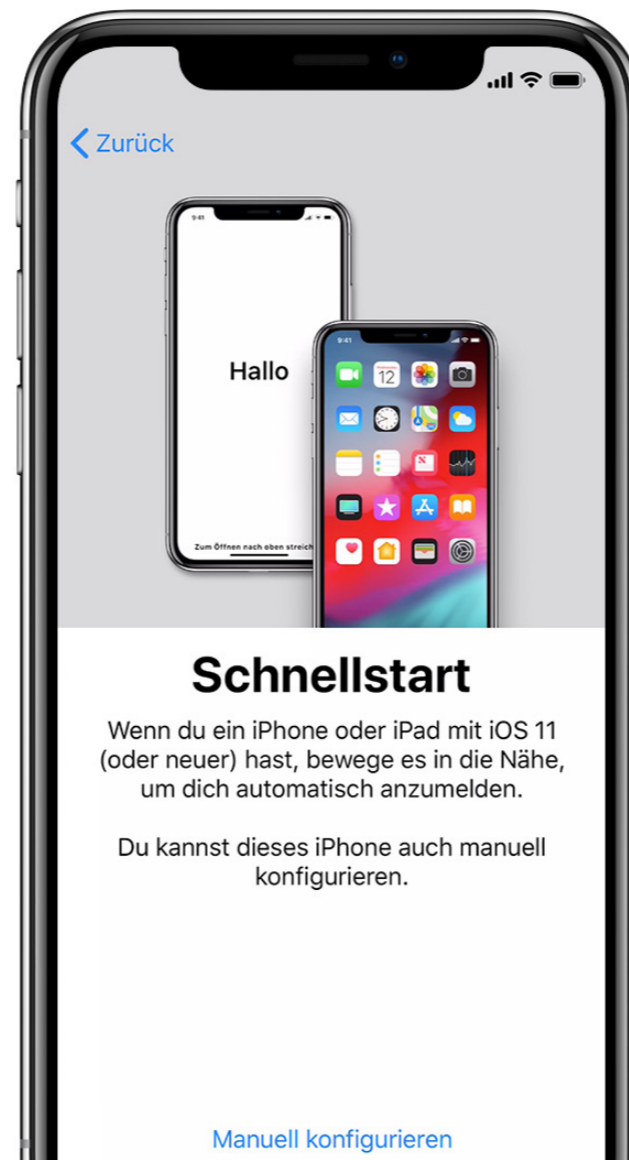 Zurück
9:41
Hallo
9:41
12
Zum Öffnen nach oben streich
Schnellstart
Wenn du ein iPhone oder iPad mit iOS 11
(oder neuer) hast, bewege es in die Nähe,
um dich automatisch anzumelden.
Du kannst dieses iPhone auch manuell
konfigurieren.
Manuell konfigurieren